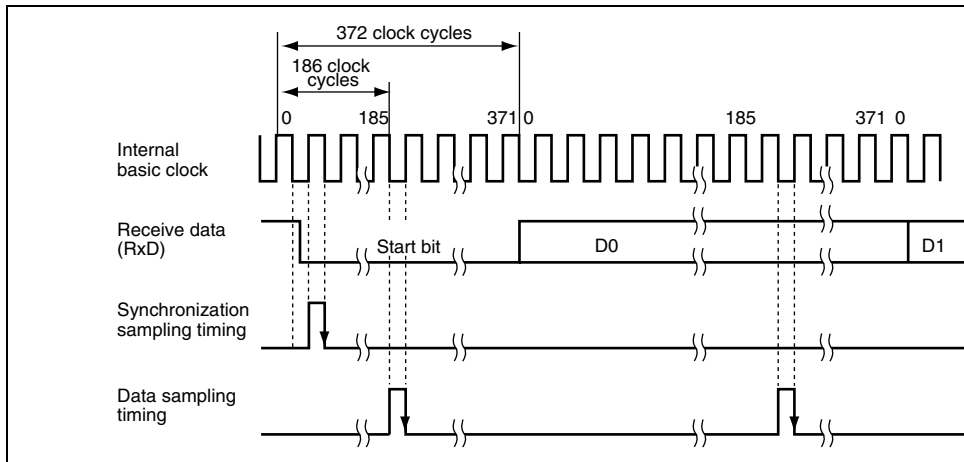 372 clock cycles
186 clock
cycles
0 185 371 0 185 371 0
Internal
basic clock
Receive data
(RxD)
Start bit D0 D1
Synchronization
sampling timing
Data sampling
timing